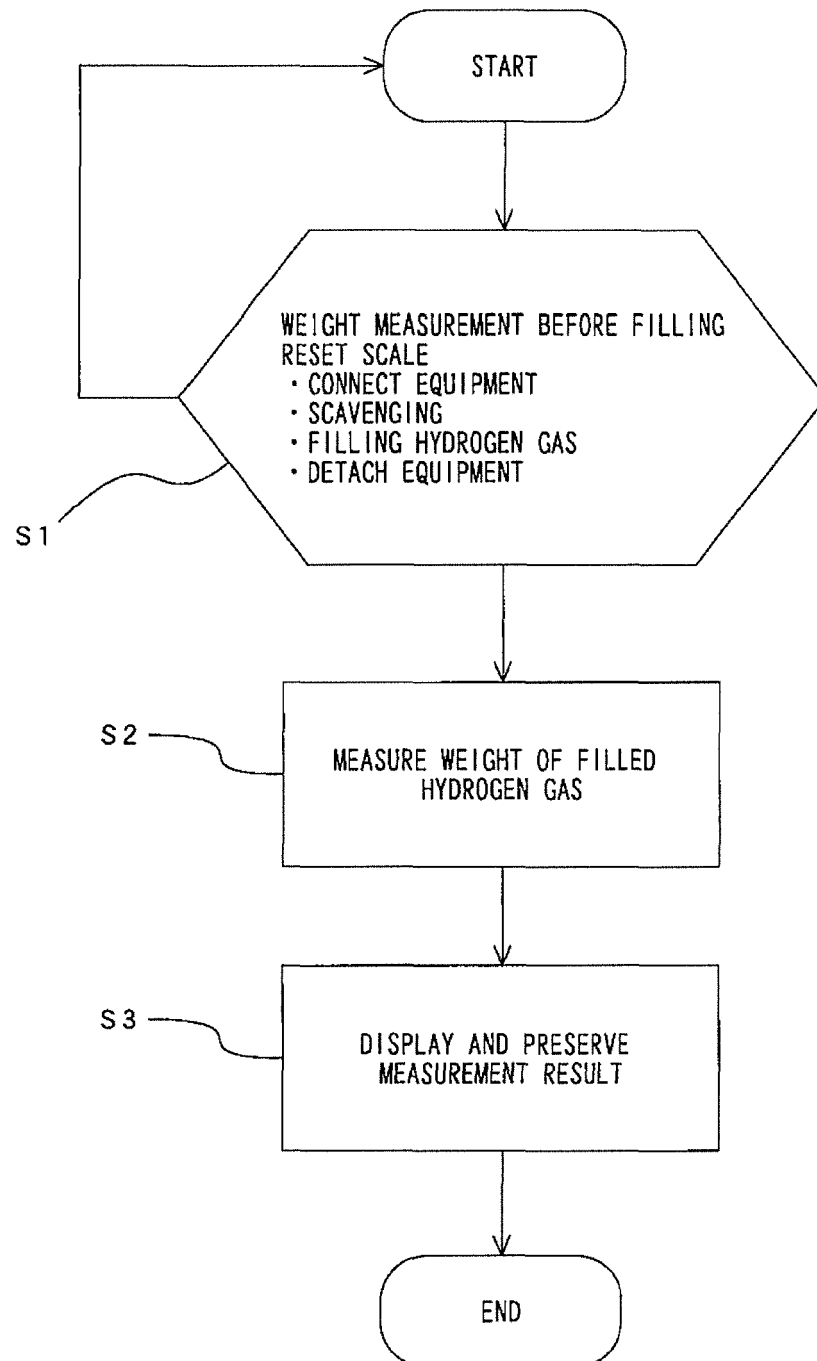 START
WEIGHT MEASUREMENT BEFORE FILLING
RESET SCALE
・CONNECT EQUIPMENT
・SCAVENGING
・FILLING HYDROGEN GAS
・DETACH EQUIPMENT
S1
S2
MEASURE WEIGHT OF FILLED
HYDROGEN GAS
S3
DISPLAY AND PRESERVE
MEASUREMENT RESULT
END